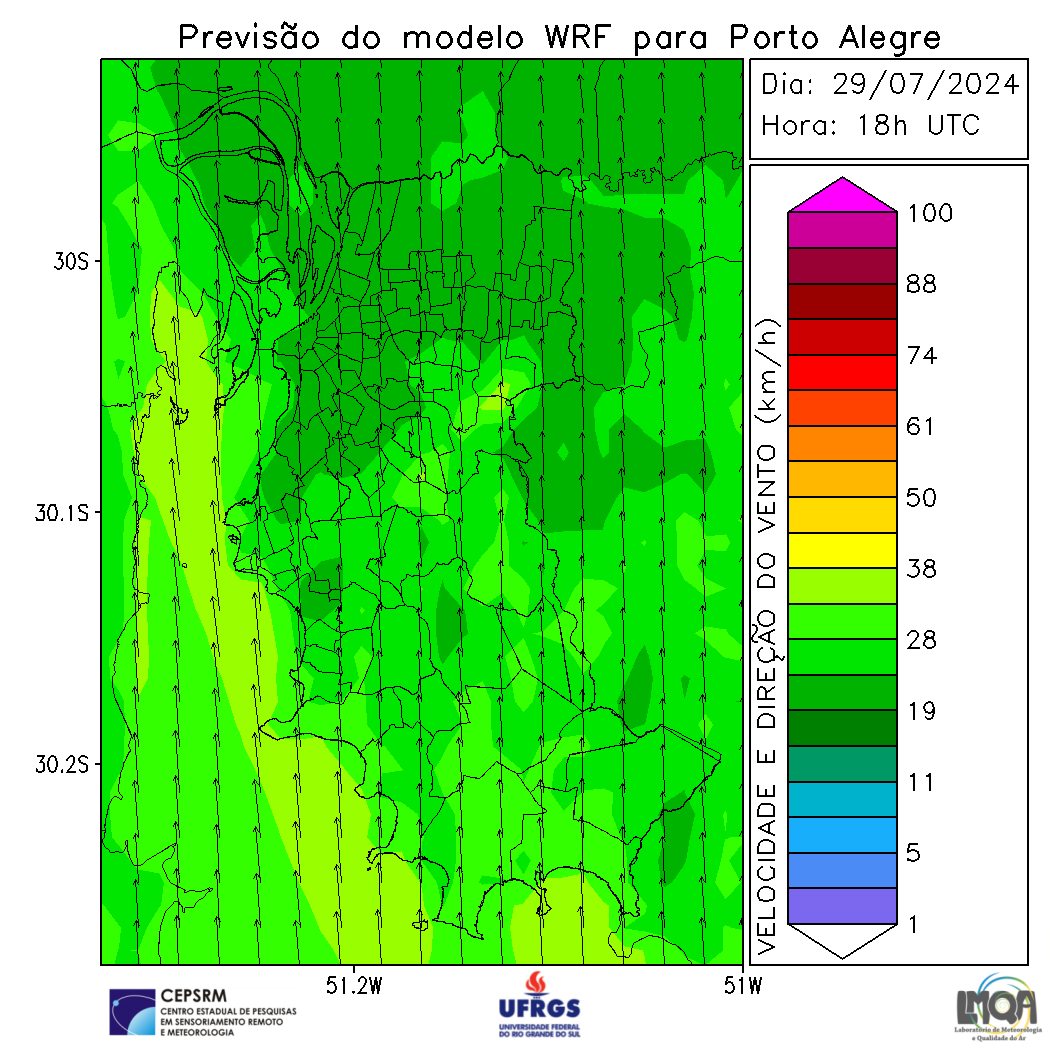 Previsão do modelo WRF para Porto Alegre
Dia: 29/07/2024
Hora: 18h UTC
30S
30.1S
30.2S
51.2W
51W
VELOCIDADE E DIREÇÃO DO VENTO (km/h)
100
88
74
61
50
38
28
19
11
5
1
CEPSRM
CENTRO ESTADUAL DE PESQUISAS
EM SENSORIAMENTO REMOTO
E METEOROLOGIA
UFRGS
UNIVERSIDADE FEDERAL
DO RIO GRANDE DO SUL
LMQA
Laboratório de Meteorologia
e Qualidade do Ar